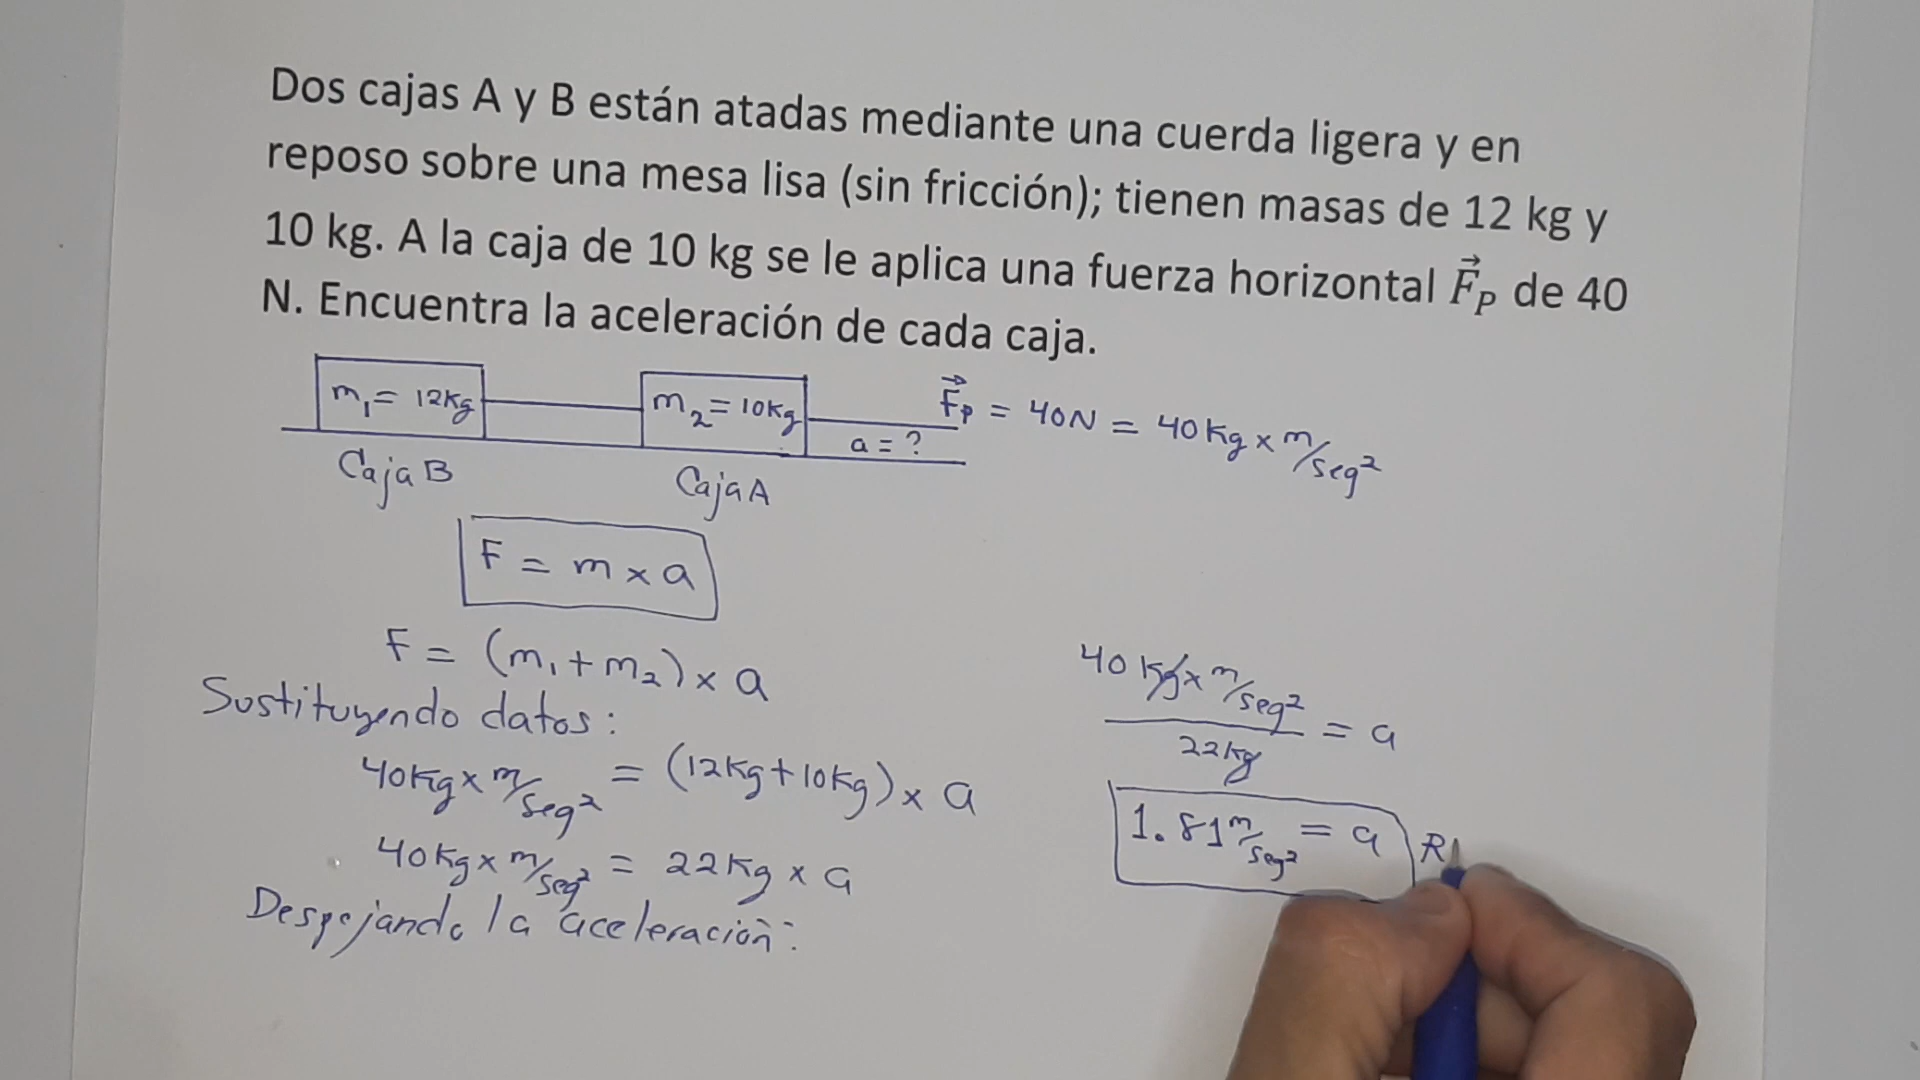 Dos cajas A y B están atadas mediante una cuerda ligera y en
reposo sobre una mesa lisa (sin fricción); tienen masas de 12 kg y
10 kg. A la caja de 10 kg se le aplica una fuerza horizontal F⃗_P de 40
N. Encuentra la aceleración de cada caja.
m₁ = 12Kg
m₂ = 10Kg
a = ?
F⃗p = 40N = 40Kg x m/seg²
Caja B
Caja A
F = m x a
F = (m₁ + m₂) x a
Sustituyendo datos:
40Kg x m/seg² = (12Kg + 10Kg) x a
40Kg x m/seg² = 22Kg x a
Despejando la aceleración:
40 Kg x m/seg²
22Kg
= a
1.81 m/seg² = a
R